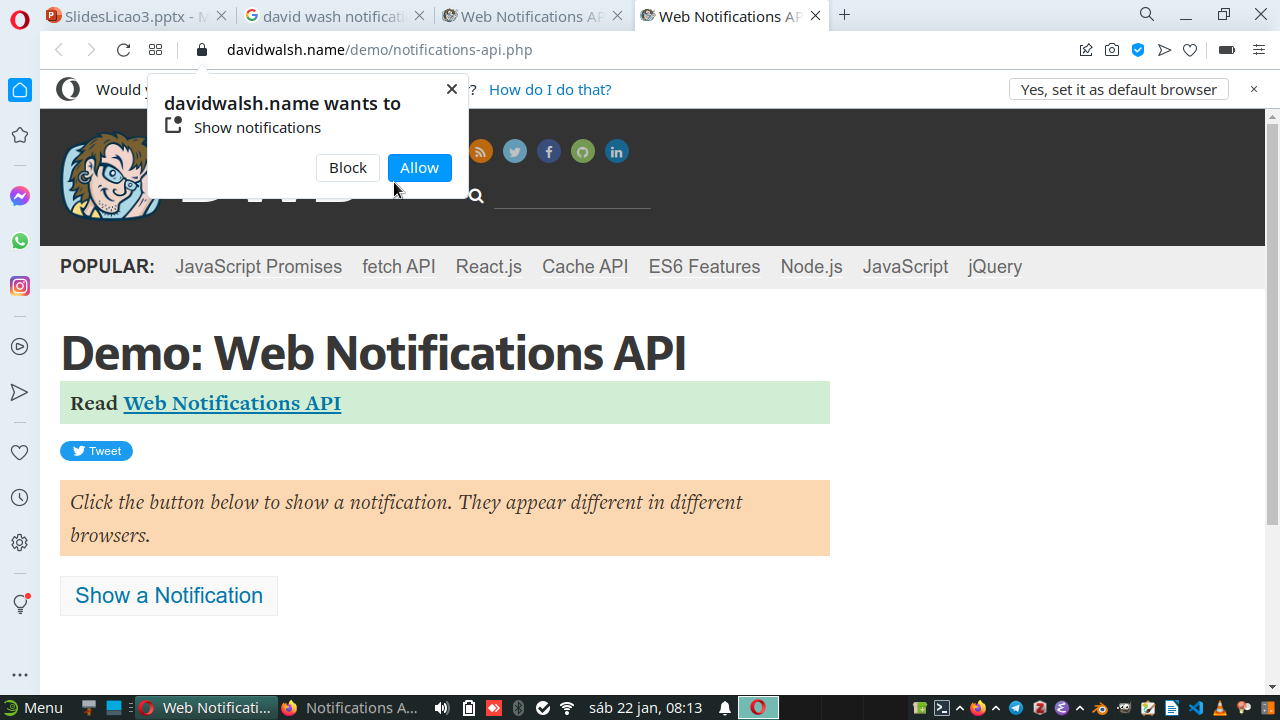 SlidesLicao3.pptx - M
david wash notificati
Web Notifications AP
Web Notifications AP
davidwalsh.name/demo/notifications-api.php
Would y
?
How do I do that?
Yes, set it as default browser
davidwalsh.name wants to
Show notifications
Block
Allow
POPULAR:
JavaScript Promises
fetch API
React.js
Cache API
ES6 Features
Node.js
JavaScript
jQuery
Demo: Web Notifications API
Read Web Notifications API
Tweet
Click the button below to show a notification. They appear different in different
browsers.
Show a Notification
Menu
Web Notificati...
Notifications A...
sáb 22 jan, 08:13